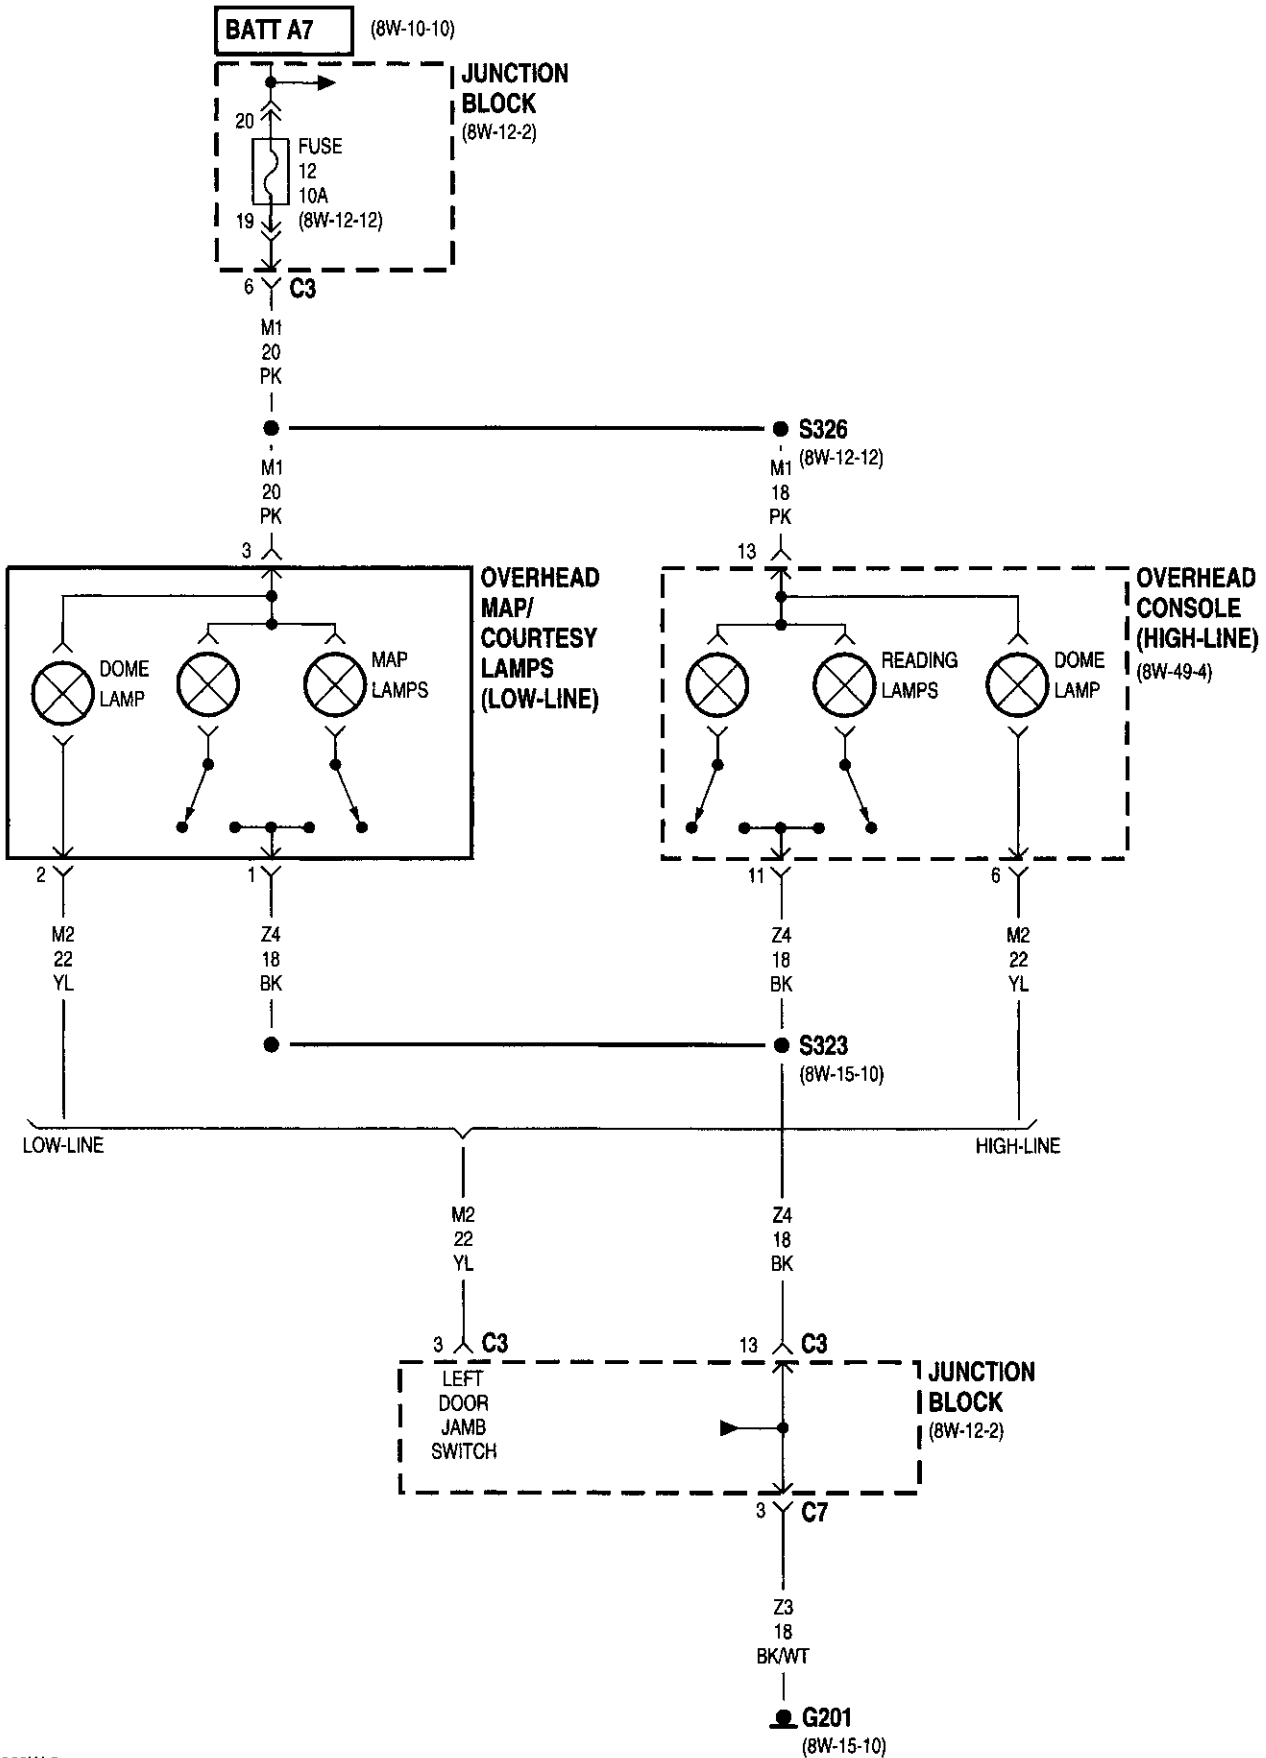 BATT A7
(8W-10-10)
JUNCTION
BLOCK
(8W-12-2)
20
FUSE
12
10A
(8W-12-12)
19
6
C3
M1
20
PK
S326
(8W-12-12)
M1
20
PK
M1
18
PK
3
13
OVERHEAD
MAP/
COURTESY
LAMPS
(LOW-LINE)
OVERHEAD
CONSOLE
(HIGH-LINE)
(8W-49-4)
DOME
LAMP
MAP
LAMPS
READING
LAMPS
DOME
LAMP
2
1
11
6
M2
22
YL
Z4
18
BK
Z4
18
BK
M2
22
YL
S323
(8W-15-10)
LOW-LINE
HIGH-LINE
M2
22
YL
Z4
18
BK
3
C3
13
C3
LEFT
DOOR
JAMB
SWITCH
JUNCTION
BLOCK
(8W-12-2)
3
C7
Z3
18
BK/WT
G201
(8W-15-10)